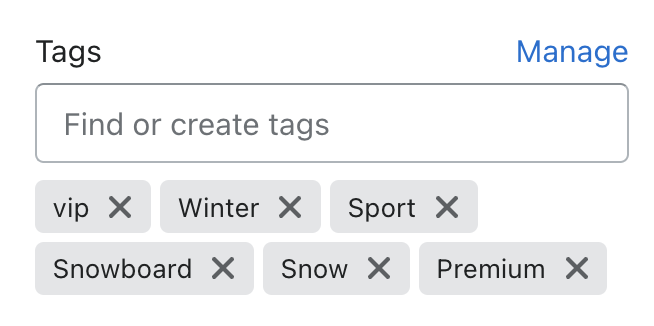 Tags Manage
Find or create tags
vip Winter Sport
Snowboard Snow Premium